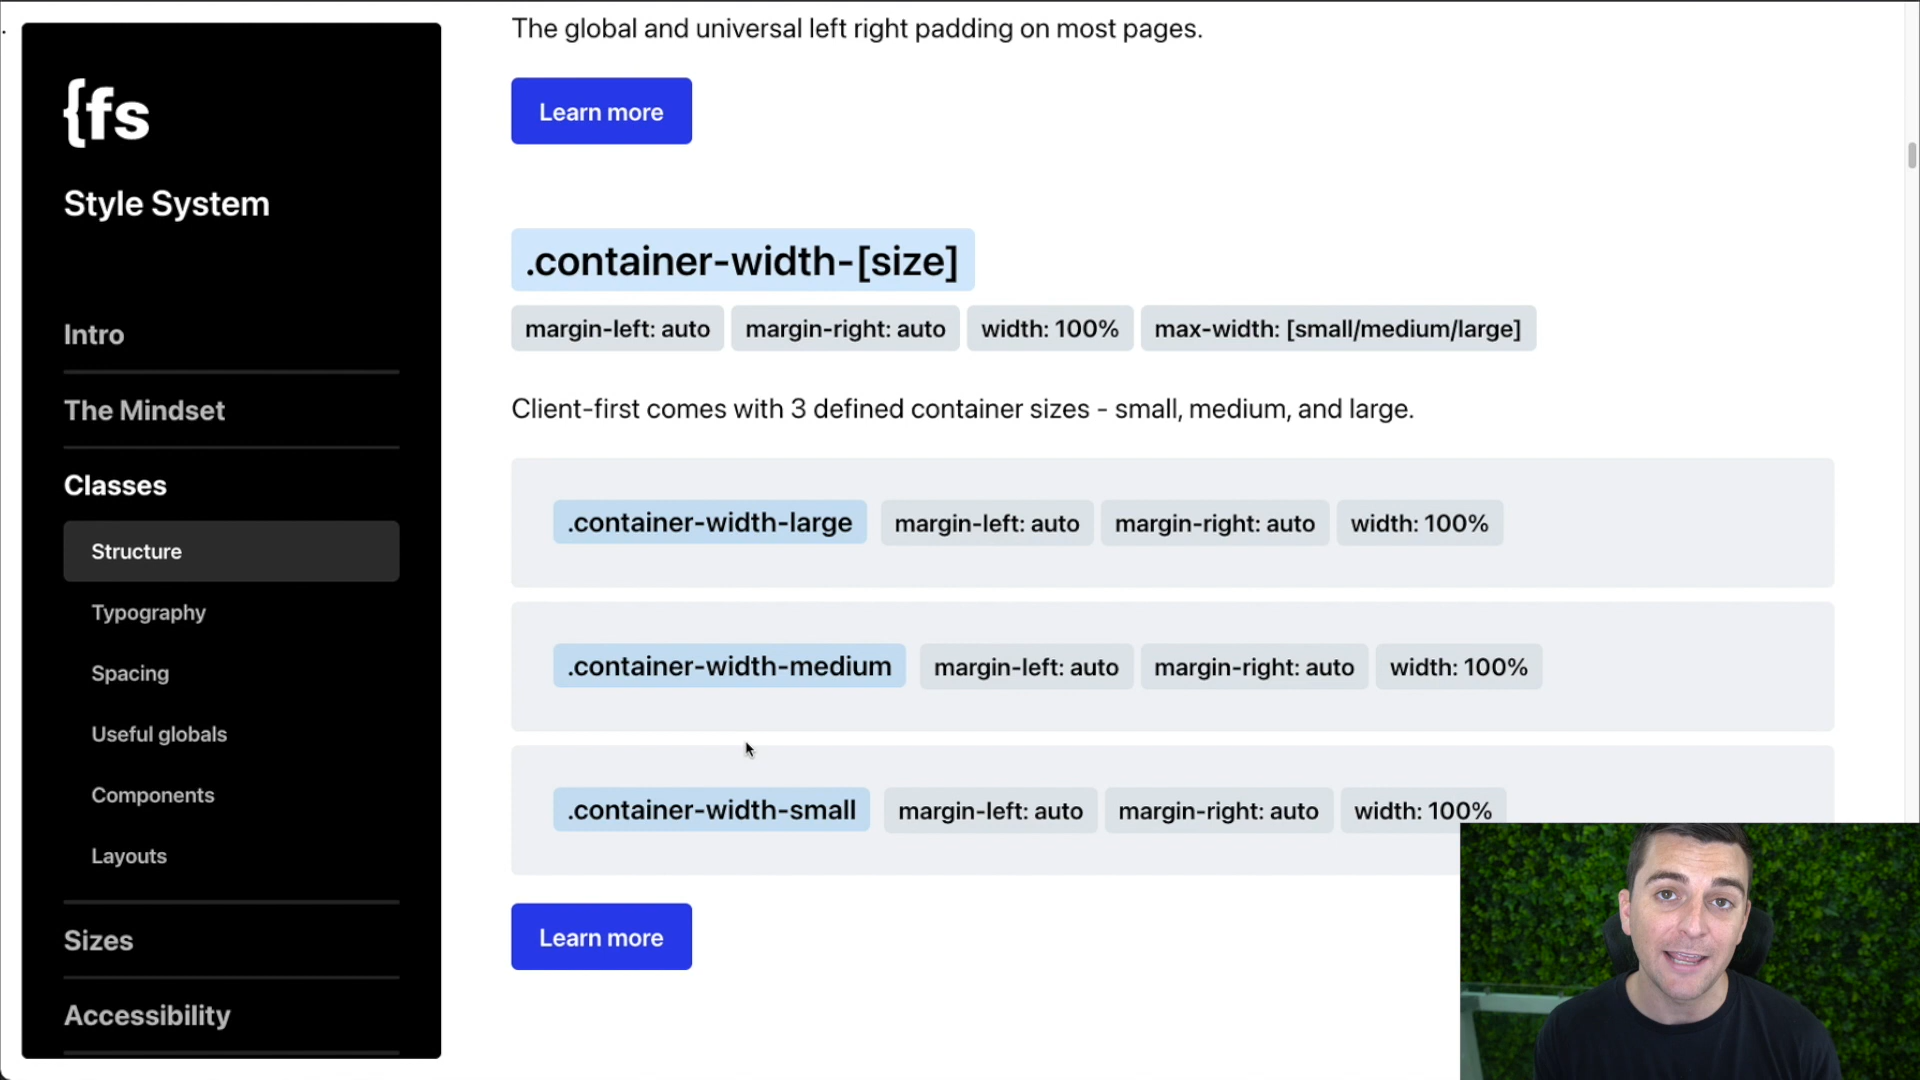 {fs
Style System
Intro
The Mindset
Classes
Structure
Typography
Spacing
Useful globals
Components
Layouts
Sizes
Accessibility
The global and universal left right padding on most pages.
Learn more
.container-width-[size]
margin-left: auto margin-right: auto width: 100% max-width: [small/medium/large]
Client-first comes with 3 defined container sizes - small, medium, and large.
.container-width-large margin-left: auto margin-right: auto width: 100%
.container-width-medium margin-left: auto margin-right: auto width: 100%
.container-width-small margin-left: auto margin-right: auto width: 100%
Learn more